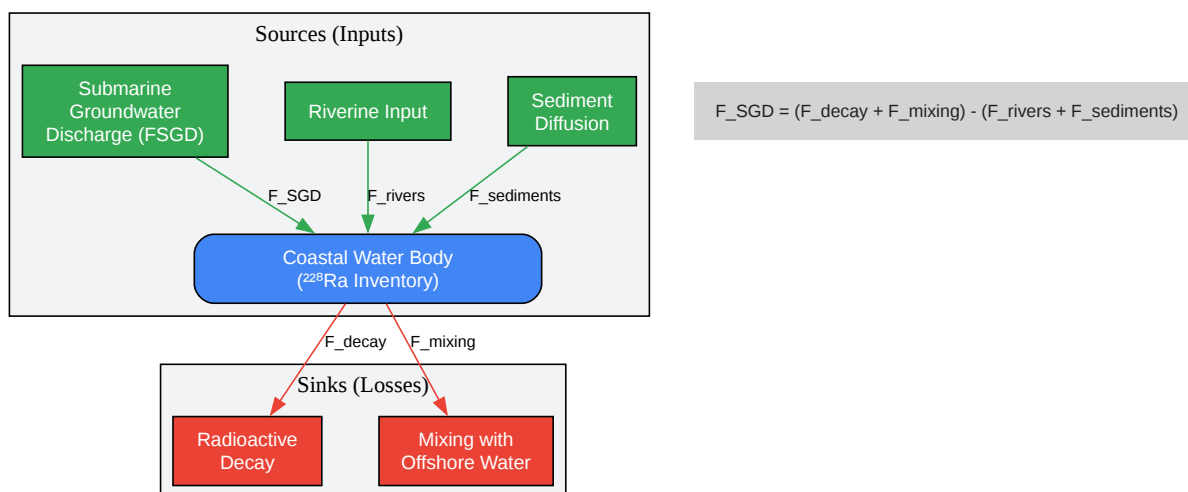 Sources (Inputs)
Submarine
Groundwater
Discharge (FSGD)
Riverine Input
Sediment
Diffusion
F_SGD = (F_decay + F_mixing) - (F_rivers + F_sediments)
F_SGD
F_rivers
F_sediments
Coastal Water Body
(²²⁸Ra Inventory)
F_decay
F_mixing
Sinks (Losses)
Radioactive
Decay
Mixing with
Offshore Water